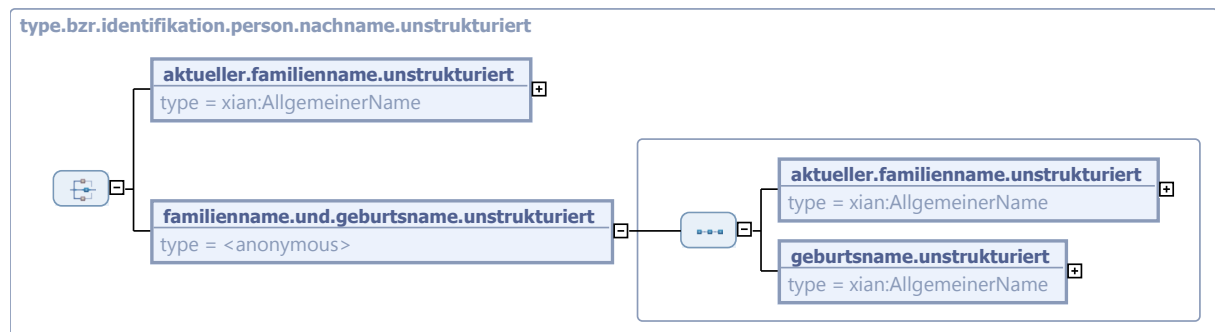 type.bzr.identifikation.person.nachname.unstrukturiert
aktueller.familienname.unstrukturiert
type = xian:AllgemeinerName
familienname.und.geburtsname.unstrukturiert
type = <anonymous>
aktueller.familienname.unstrukturiert
type = xian:AllgemeinerName
geburtsname.unstrukturiert
type = xian:AllgemeinerName